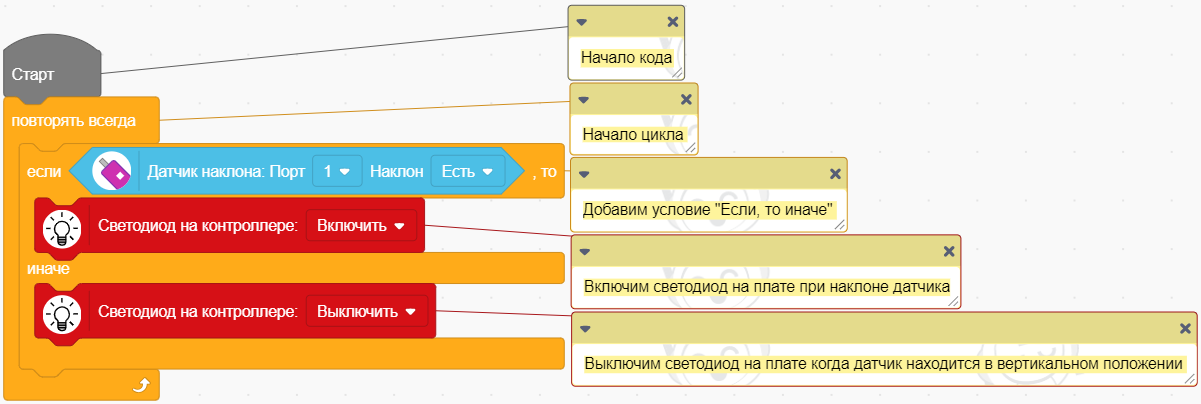 Старт
Начало кода
повторять всегда
Начало цикла
если Датчик наклона: Порт 1 Наклон Есть , то
Добавим условие "Если, то иначе"
Светодиод на контроллере: Включить
Включим светодиод на плате при наклоне датчика
иначе
Светодиод на контроллере: Выключить
Выключим светодиод на плате когда датчик находится в вертикальном положении